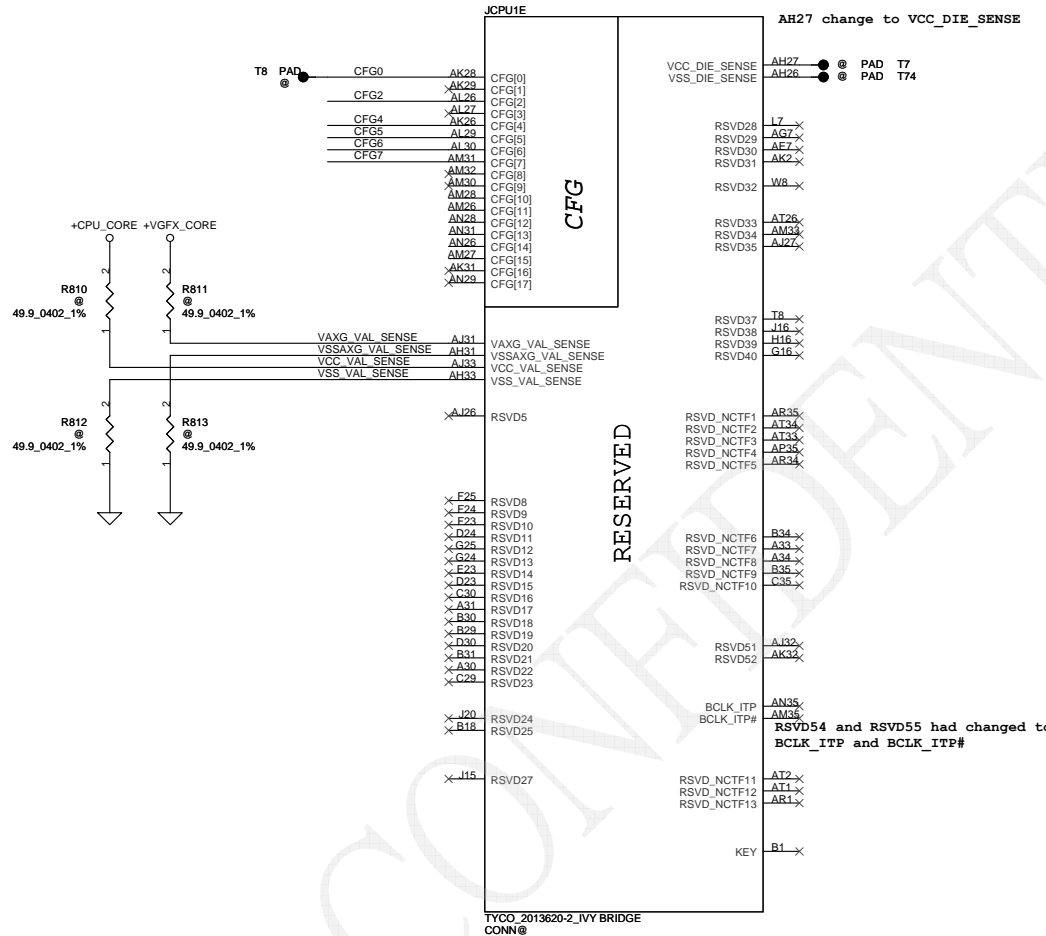 JCPU1E
AH27 change to VCC_DIE_SENSE
T8 PAD
@
CFG0 AK28 CFG[0]
AK29 CFG[1]
CFG2 AL26 CFG[2]
AL27 CFG[3]
CFG4 AK26 CFG[4]
CFG5 AL29 CFG[5]
CFG6 AL30 CFG[6]
CFG7 AM31 CFG[7]
AM32 CFG[8]
AM30 CFG[9]
AM28 CFG[10]
AM26 CFG[11]
AN28 CFG[12]
AN31 CFG[13]
AN26 CFG[14]
AM27 CFG[15]
AK31 CFG[16]
AN29 CFG[17]
CFG
VCC_DIE_SENSE AH27 @ PAD T7
VSS_DIE_SENSE AH26 @ PAD T74
RSVD28 L7
RSVD29 AG7
RSVD30 AE7
RSVD31 AK2
RSVD32 W8
RSVD33 AT26
RSVD34 AM33
RSVD35 AJ27
RSVD37 T8
RSVD38 J16
RSVD39 H16
RSVD40 G16
+CPU_CORE +VGFX_CORE
2 2
R810
@
49.9_0402_1%
1
R811
@
49.9_0402_1%
1
VAXG_VAL_SENSE AJ31 VAXG_VAL_SENSE
VSSAXG_VAL_SENSE AH31 VSSAXG_VAL_SENSE
VCC_VAL_SENSE AJ33 VCC_VAL_SENSE
VSS_VAL_SENSE AH33 VSS_VAL_SENSE
2 2
R812
@
49.9_0402_1%
1
R813
@
49.9_0402_1%
1
AJ26 RSVD5
RESERVED
RSVD_NCTF1 AR35
RSVD_NCTF2 AT34
RSVD_NCTF3 AT33
RSVD_NCTF4 AP35
RSVD_NCTF5 AR34
F25 RSVD8
F24 RSVD9
F23 RSVD10
D24 RSVD11
G25 RSVD12
G24 RSVD13
E23 RSVD14
D23 RSVD15
C30 RSVD16
A31 RSVD17
B30 RSVD18
B29 RSVD19
D30 RSVD20
B31 RSVD21
A30 RSVD22
C29 RSVD23
RSVD_NCTF6 B34
RSVD_NCTF7 A33
RSVD_NCTF8 A34
RSVD_NCTF9 B35
RSVD_NCTF10 C35
RSVD51 AJ32
RSVD52 AK32
J20 RSVD24
B18 RSVD25
BCLK_ITP AN35
BCLK_ITP# AM35
RSVD54 and RSVD55 had changed to
BCLK_ITP and BCLK_ITP#
J15 RSVD27
RSVD_NCTF11 AT2
RSVD_NCTF12 AT1
RSVD_NCTF13 AR1
KEY B1
TYCO_2013620-2_IVY BRIDGE
CONN@